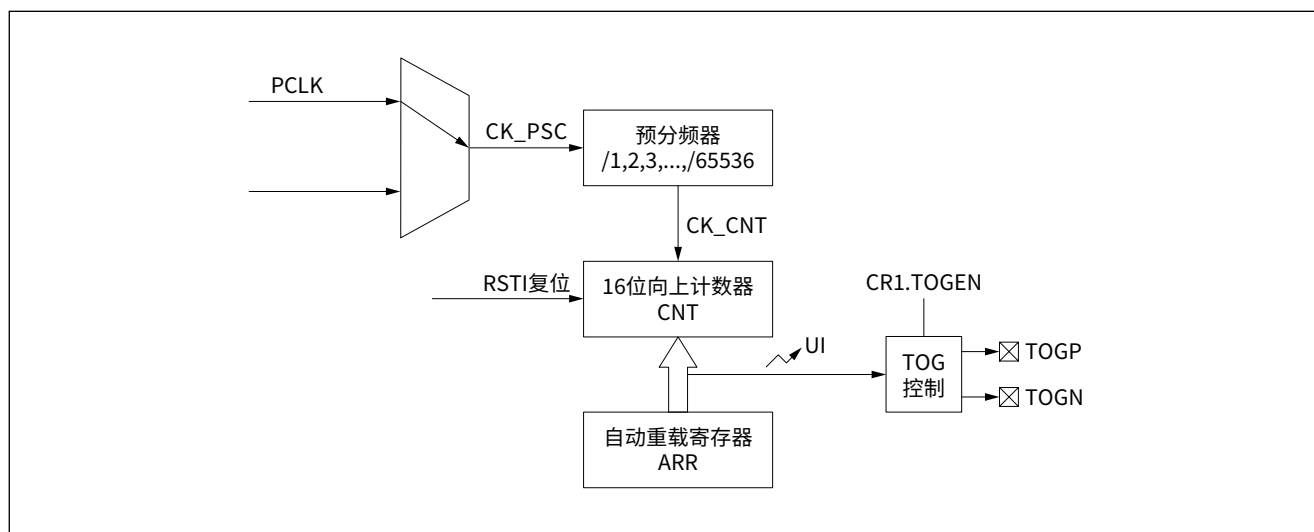 PCLK
CK_PSC
预分频器
/1,2,3,...,/65536
CK_CNT
RSTI复位
16位向上计数器
CNT
CR1.TOGEN
UI
TOG
控制
TOGP
TOGN
自动重载寄存器
ARR